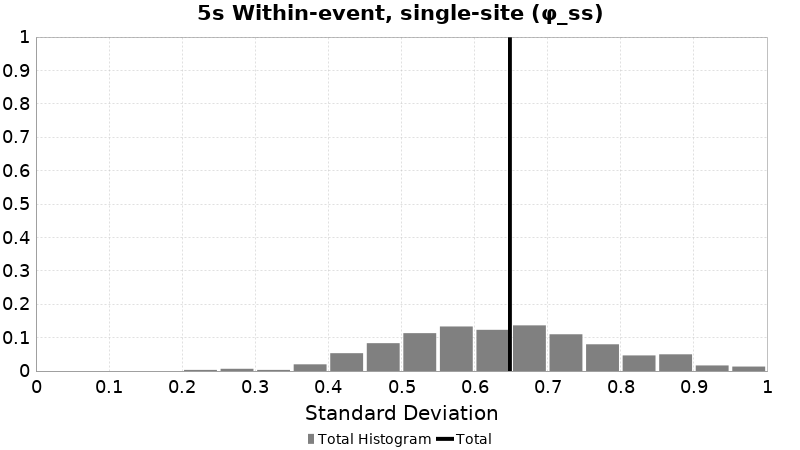 5s Within-event, single-site (φ_ss)
1
0.9
0.8
0.7
0.6
0.5
0.4
0.3
0.2
0.1
0
0 0.1 0.2 0.3 0.4 0.5 0.6 0.7 0.8 0.9 1
Standard Deviation
Total Histogram Total